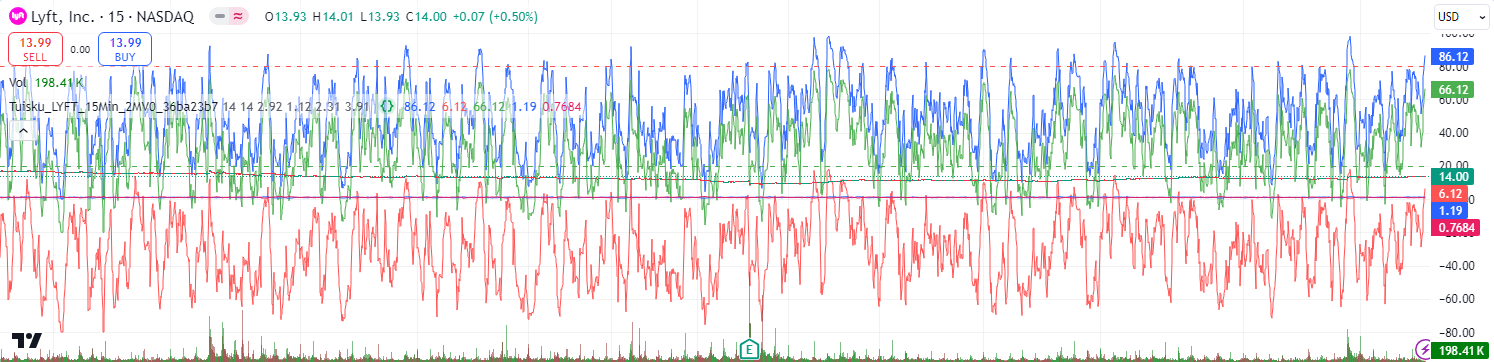 Lyft, Inc. · 15 · NASDAQ O13.93 H14.01 L13.93 C14.00 +0.07 (+0.50%)
USD
13.99
SELL
0.00
13.99
BUY
Vol 198.41 K
Tuisku_LYFT_15Min_2MV0_36ba23b7 14 14 2.92 1.12 2.31 3.91 86.12 6.12 66.12 1.19 0.7684
100.00
86.12
80.00
66.12
60.00
40.00
20.00
14.00
6.12
1.19
0.7684
−40.00
−60.00
−80.00
198.41 K
E